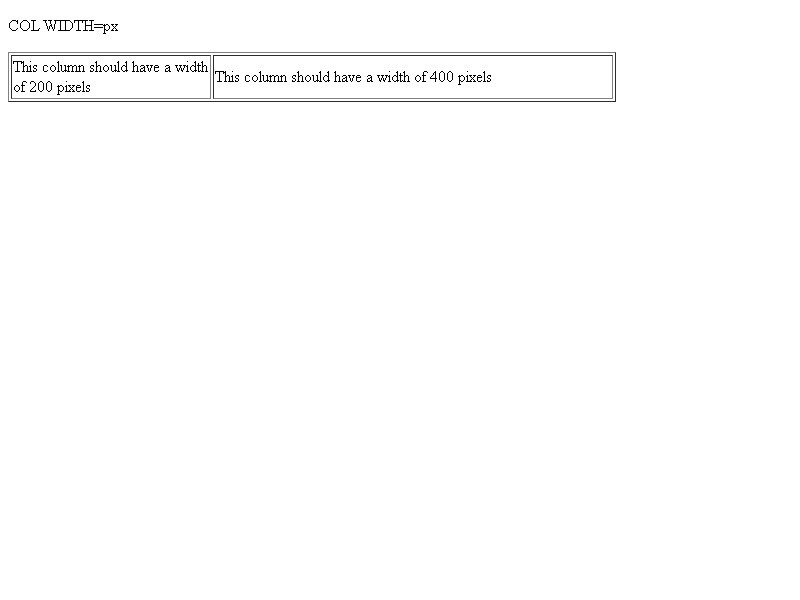 COL WIDTH=px
This column should have a width
of 200 pixels
This column should have a width of 400 pixels